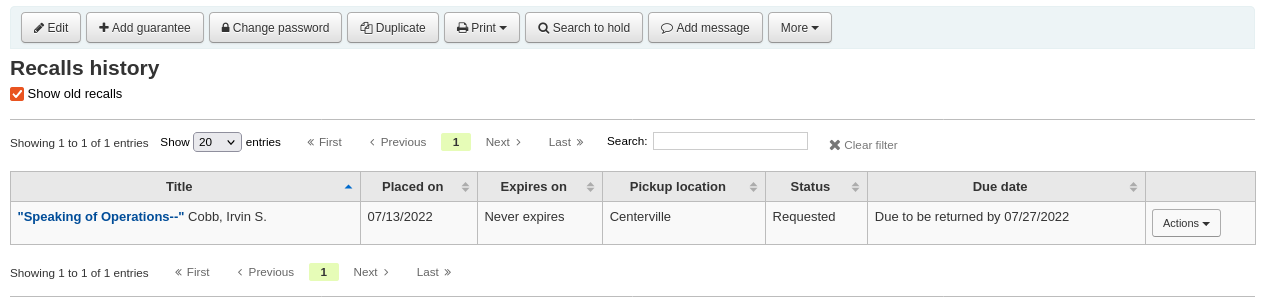 Edit Add guarantee Change password Duplicate Print Search to hold Add message More
Recalls history
Show old recalls
Showing 1 to 1 of 1 entries Show 20 entries First Previous 1 Next Last Search: Clear filter
Title Placed on Expires on Pickup location Status Due date
"Speaking of Operations--" Cobb, Irvin S. 07/13/2022 Never expires Centerville Requested Due to be returned by 07/27/2022 Actions
Showing 1 to 1 of 1 entries First Previous 1 Next Last